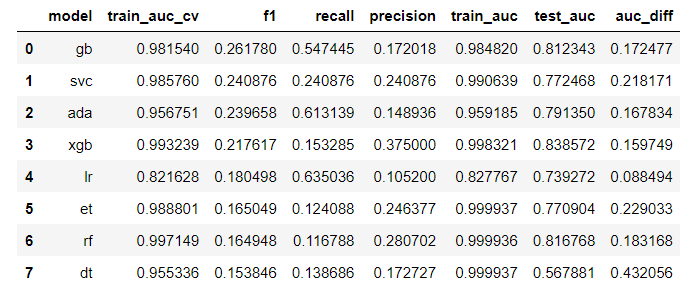 model train_auc_cv f1 recall precision train_auc test_auc auc_diff
0 gb 0.981540 0.261780 0.547445 0.172018 0.984820 0.812343 0.172477
1 svc 0.985760 0.240876 0.240876 0.240876 0.990639 0.772468 0.218171
2 ada 0.956751 0.239658 0.613139 0.148936 0.959185 0.791350 0.167834
3 xgb 0.993239 0.217617 0.153285 0.375000 0.998321 0.838572 0.159749
4 lr 0.821628 0.180498 0.635036 0.105200 0.827767 0.739272 0.088494
5 et 0.988801 0.165049 0.124088 0.246377 0.999937 0.770904 0.229033
6 rf 0.997149 0.164948 0.116788 0.280702 0.999936 0.816768 0.183168
7 dt 0.955336 0.153846 0.138686 0.172727 0.999937 0.567881 0.432056